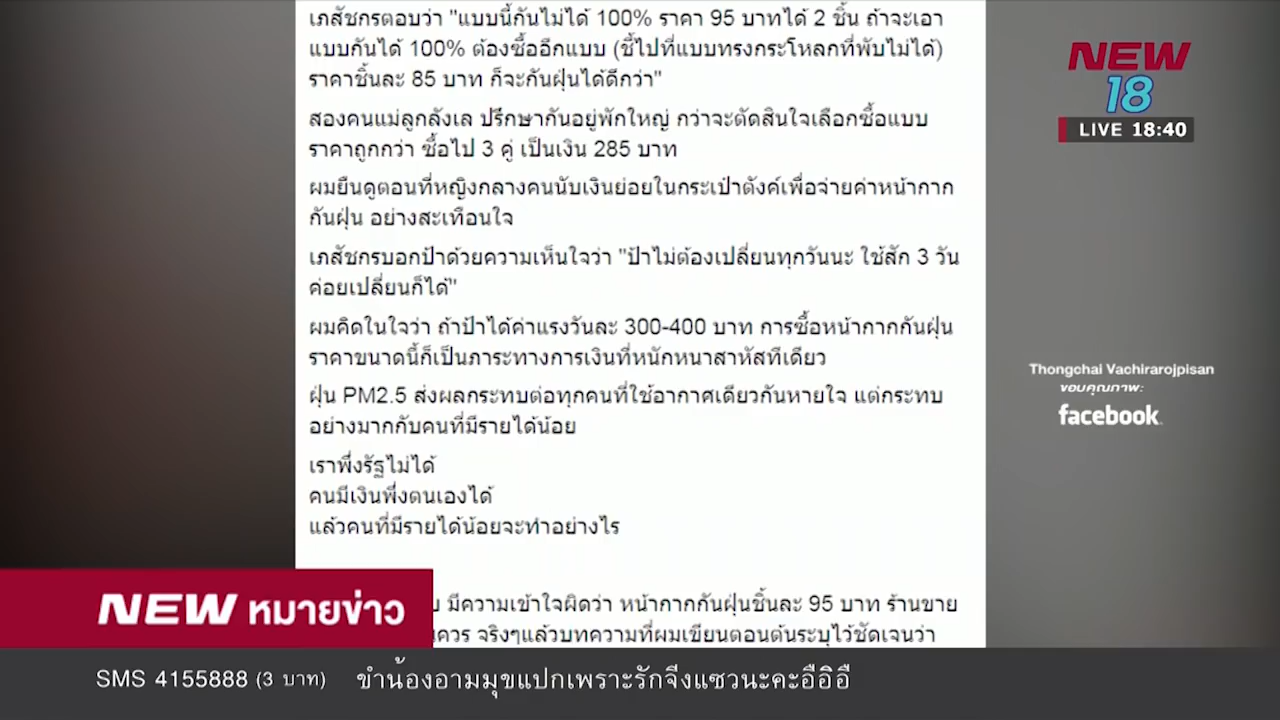 เภสัชกรตอบว่า "แบบนี้กันไม่ได้ 100% ราคา 95 บาทได้ 2 ชิ้น ถ้าจะเอา
แบบกันได้ 100% ต้องซื้ออีกแบบ (ชี้ไปที่แบบทรงกระโหลกที่พับไม่ได้)
ราคาชิ้นละ 85 บาท ก็จะกันฝุ่นได้ดีกว่า"
สองคนแม่ลูกลังเล ปรึกษากันอยู่พักใหญ่ กว่าจะตัดสินใจเลือกซื้อแบบ
ราคาถูกกว่า ซื้อไป 3 คู่ เป็นเงิน 285 บาท
ผมยืนดูตอนที่หญิงกลางคนนับเงินย่อยในกระเป๋าตังค์เพื่อจ่ายค่าหน้ากาก
กันฝุ่น อย่างสะเทือนใจ
เภสัชกรบอกป้าด้วยความเห็นใจว่า "ป้าไม่ต้องเปลี่ยนทุกวันนะ ใช้สัก 3 วัน
ค่อยเปลี่ยนก็ได้"
ผมคิดในใจว่า ถ้าป้าได้ค่าแรงวันละ 300-400 บาท การซื้อหน้ากากกันฝุ่น
ราคาขนาดนี้ก็เป็นภาระทางการเงินที่หนักหนาสาหัสทีเดียว
ฝุ่น PM2.5 ส่งผลกระทบต่อทุกคนที่ใช้อากาศเดียวกันหายใจ แต่กระทบ
อย่างมากกับคนที่มีรายได้น้อย
เราพึ่งรัฐไม่ได้
คนมีเงินพึ่งตนเองได้
แล้วคนที่มีรายได้น้อยจะทำอย่างไร
มีความเข้าใจผิดว่า หน้ากากกันฝุ่นชิ้นละ 95 บาท ร้านขาย
ควร จริงๆแล้วบทความที่ผมเขียนตอนต้นระบุไว้ชัดเจนว่า
NEW
18
LIVE 18:40
Thongchai Vachirarojpisan
ขอบคุณภาพ:
facebook
NEW หมายข่าว
SMS 4155888 (3 บาท) ขำน้องอามมุขแปกเพราะรักจึงแซวนะคะอือิอื